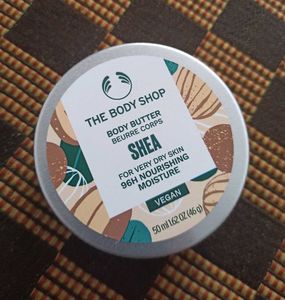 THE BODY SHOP
BODY BUTTER
BEURRE CORPS
SHEA
FOR VERY DRY SKIN
96H NOURISHING
MOISTURE
VEGAN
50 ml 1.62 OZ (46 g)